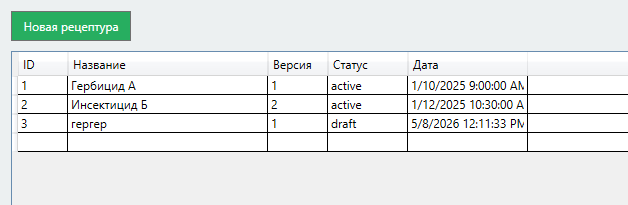 Новая рецептура
ID Название Версия Статус Дата
1 Гербицид А 1 active 1/10/2025 9:00:00 AM
2 Инсектицид Б 2 active 1/12/2025 10:30:00 A
3 гергер 1 draft 5/8/2026 12:11:33 PM